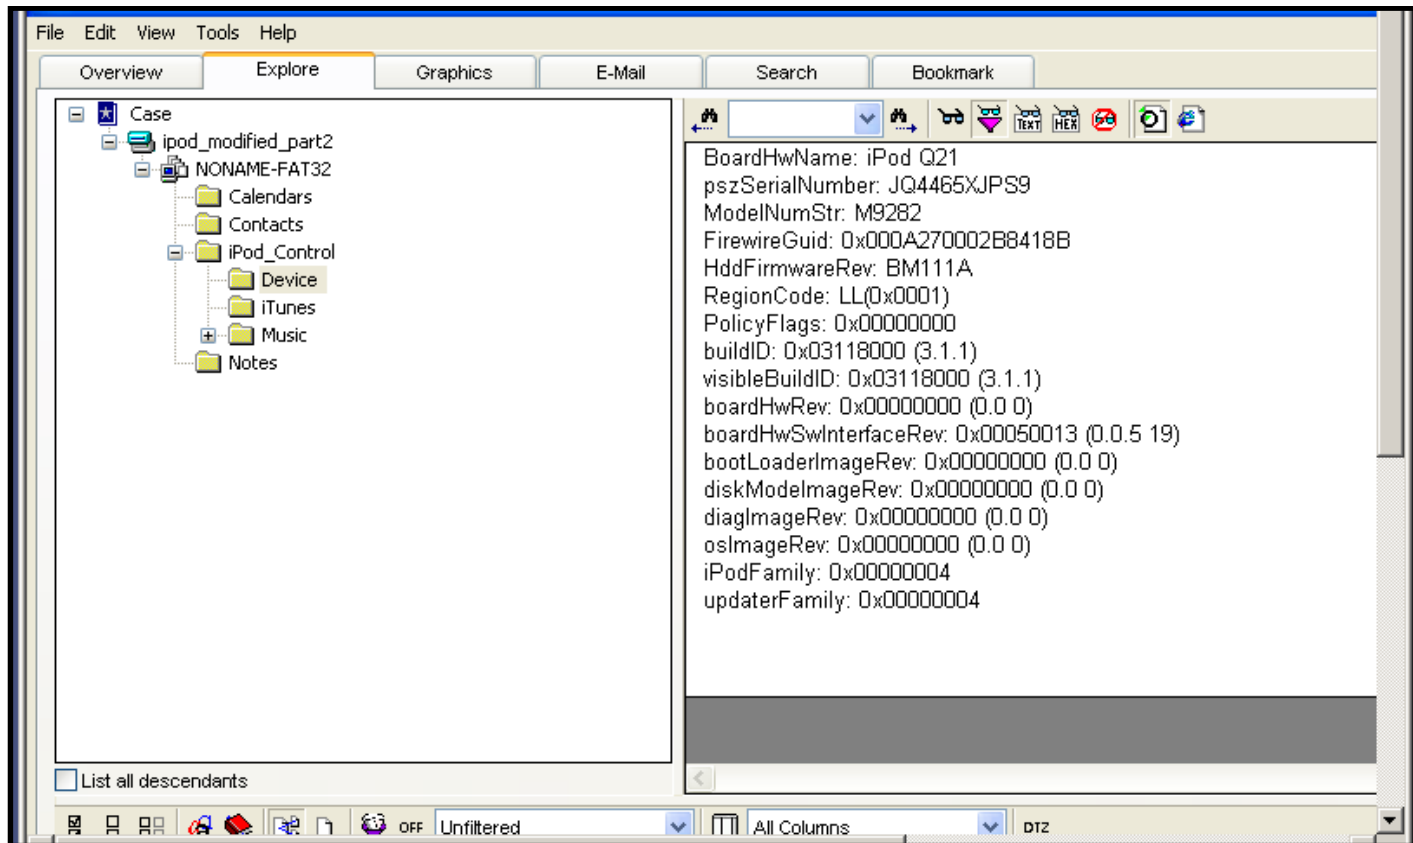 File Edit View Tools Help
Overview Explore Graphics E-Mail Search Bookmark
Case
ipod_modified_part2
NONAME-FAT32
Calendars
Contacts
iPod_Control
Device
iTunes
Music
Notes
List all descendants
TEXT HEX
BoardHwName: iPod Q21
pszSerialNumber: JQ4465XJPS9
ModelNumStr: M9282
FirewireGuid: 0x000A270002B8418B
HddFirmwareRev: BM111A
RegionCode: LL(0x0001)
PolicyFlags: 0x00000000
buildID: 0x03118000 (3.1.1)
visibleBuildID: 0x03118000 (3.1.1)
boardHwRev: 0x00000000 (0.0 0)
boardHwSwInterfaceRev: 0x00050013 (0.0.5 19)
bootLoaderImageRev: 0x00000000 (0.0 0)
diskModeImageRev: 0x00000000 (0.0 0)
diagImageRev: 0x00000000 (0.0 0)
osImageRev: 0x00000000 (0.0 0)
iPodFamily: 0x00000004
updaterFamily: 0x00000004
OFF Unfiltered All Columns DTZ